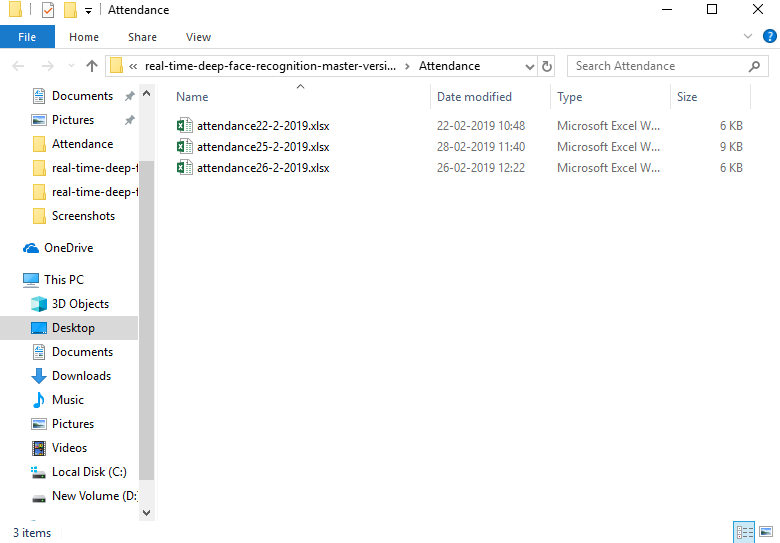 Attendance
File Home Share View
« real-time-deep-face-recognition-master-versi... › Attendance
Search Attendance
Name Date modified Type Size
attendance22-2-2019.xlsx 22-02-2019 10:48 Microsoft Excel W... 6 KB
attendance25-2-2019.xlsx 28-02-2019 11:40 Microsoft Excel W... 9 KB
attendance26-2-2019.xlsx 26-02-2019 12:22 Microsoft Excel W... 6 KB
Documents
Pictures
Attendance
real-time-deep-f
real-time-deep-f
Screenshots
OneDrive
This PC
3D Objects
Desktop
Documents
Downloads
Music
Pictures
Videos
Local Disk (C:)
New Volume (D:
3 items